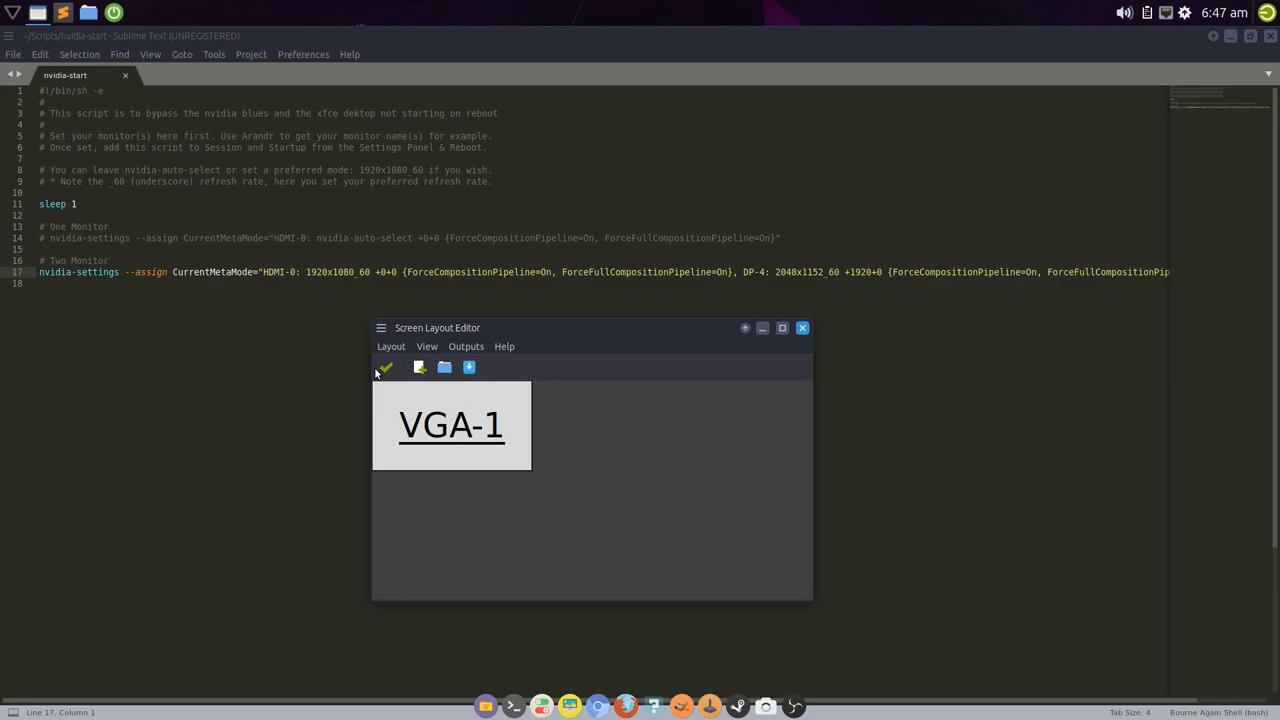 6:47 am
~/Scripts/nvidia-start - Sublime Text (UNREGISTERED)
File Edit Selection Find View Goto Tools Project Preferences Help
nvidia-start
1 #!/bin/sh -e
2 #
3 # This script is to bypass the nvidia blues and the xfce dektop not starting on reboot
4 #
5 # Set your monitor(s) here first. Use Arandr to get your monitor name(s) for example.
6 # Once set, add this script to Session and Startup from the Settings Panel & Reboot.
7
8 # You can leave nvidia-auto-select or set a preferred mode: 1920x1080_60 if you wish.
9 # * Note the _60 (underscore) refresh rate, here you set your preferred refresh rate.
10
11 sleep 1
12
13 # One Monitor
14 # nvidia-settings --assign CurrentMetaMode="HDMI-0: nvidia-auto-select +0+0 {ForceCompositionPipeline=On, ForceFullCompositionPipeline=On}"
15
16 # Two Monitor
17 nvidia-settings --assign CurrentMetaMode="HDMI-0: 1920x1080_60 +0+0 {ForceCompositionPipeline=On, ForceFullCompositionPipeline=On}, DP-4: 2048x1152_60 +1920+0 {ForceCompositionPipeline=On, ForceFullCompositionPip
18
Screen Layout Editor
Layout View Outputs Help
VGA-1
Line 17, Column 1
Tab Size: 4
Bourne Again Shell (bash)